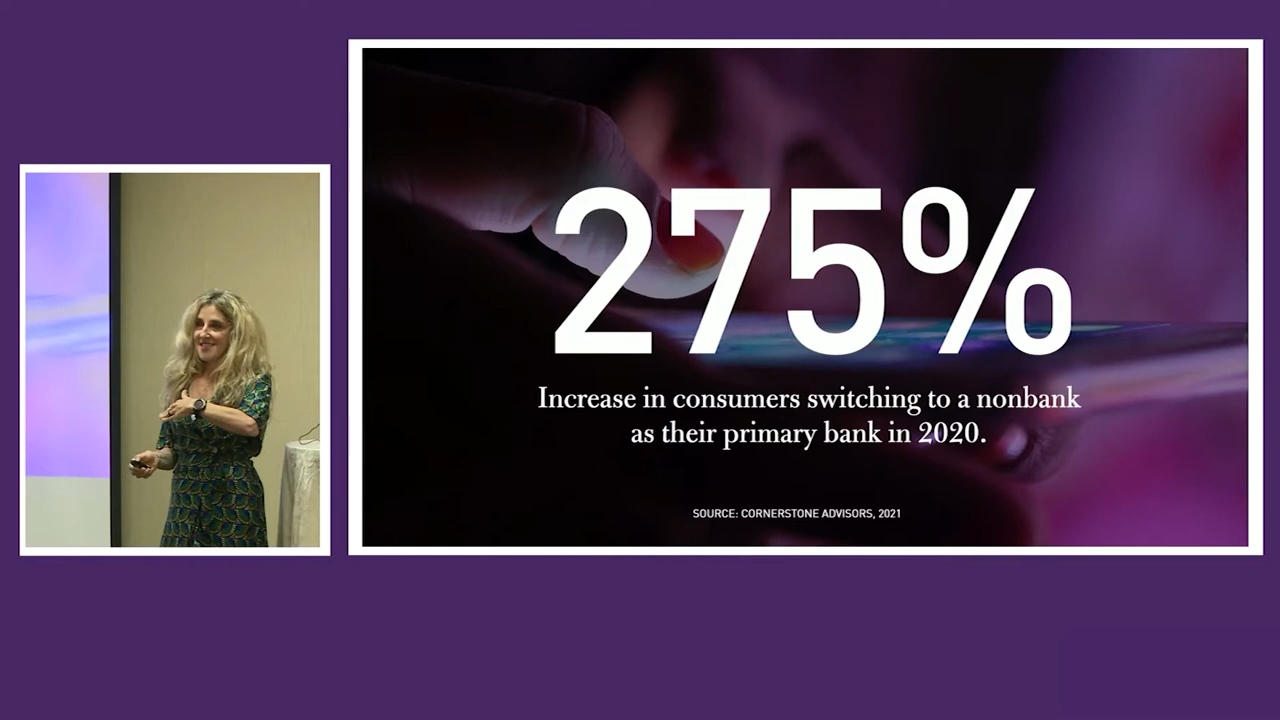 275%
Increase in consumers switching to a nonbank
as their primary bank in 2020.
SOURCE: CORNERSTONE ADVISORS, 2021